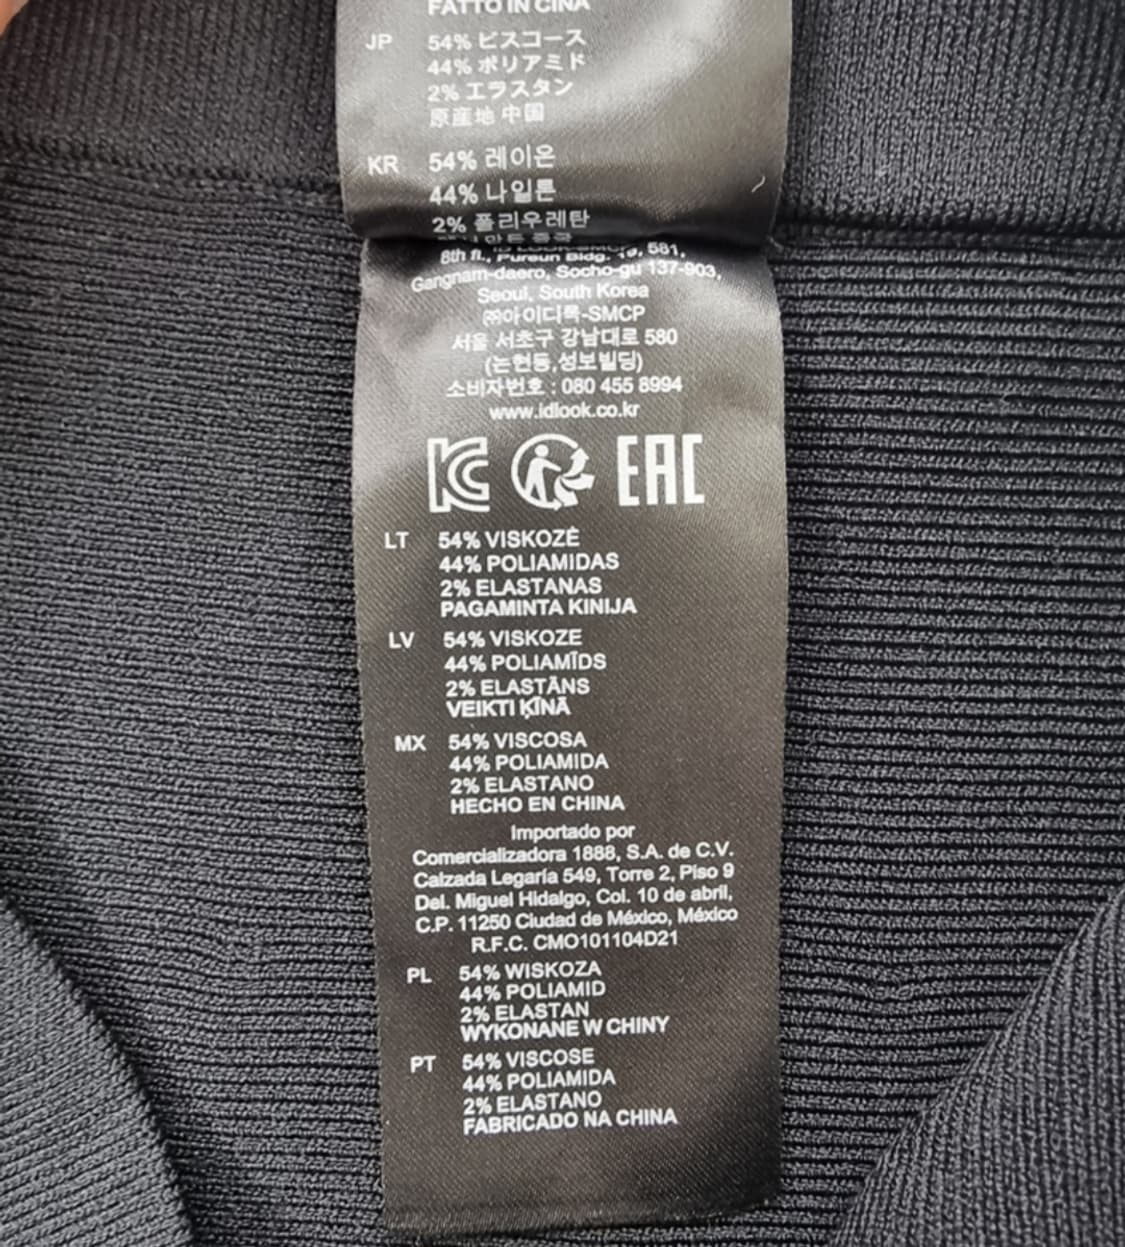 FATTO IN CINA
JP 54% ビスコース
44% ポリアミド
2% エラスタン
原産地 中国
KR 54% 레이온
44% 나일론
2% 폴리우레탄
8th fl., Pureun Bldg. 581,
Gangnam-daero, Socho-gu 137-903,
Seoul, South Korea
㈜아이디룩-SMCP
서울 서초구 강남대로 580
(논현동,성보빌딩)
소비자번호 : 080 455 8994
www.idlook.co.kr
KC EAC
LT 54% VISKOZĖ
44% POLIAMIDAS
2% ELASTANAS
PAGAMINTA KINIJA
LV 54% VISKOZE
44% POLIAMĪDS
2% ELASTĀNS
VEIKTI ĶĪNĀ
MX 54% VISCOSA
44% POLIAMIDA
2% ELASTANO
HECHO EN CHINA
Importado por
Comercializadora 1888, S.A. de C.V.
Calzada Legaria 549, Torre 2, Piso 9
Del. Miguel Hidalgo, Col. 10 de abril,
C.P. 11250 Ciudad de México, México
R.F.C. CMO101104D21
PL 54% WISKOZA
44% POLIAMID
2% ELASTAN
WYKONANE W CHINY
PT 54% VISCOSE
44% POLIAMIDA
2% ELASTANO
FABRICADO NA CHINA